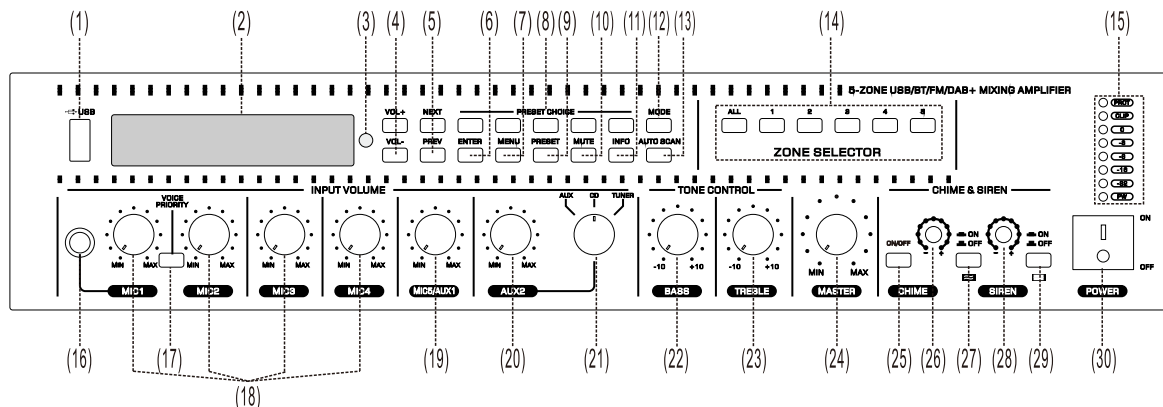 (1) (2) (3) (4) (5) (6) (7) (8) (9) (10) (11) (12) (13) (14) (15)
5-ZONE USB/BT/FM/DAB+ MIXING AMPLIFIER
USB
VOL+ NEXT PRESET CHOICE MODE
VOL- PREV ENTER MENU PRESET MUTE INFO AUTO SCAN
ALL 1 2 3 4 5
ZONE SELECTOR
PROT
CLIP
0
PW
INPUT VOLUME TONE CONTROL CHIME & SIREN
VOICE
PRIORITY
AUX CD TUNER
ON/OFF
ON
OFF
ON
OFF
ON
OFF
MIN MAX MIN MAX MIN MAX MIN MAX MIN MAX MIN MAX -10 +10 -10 +10 MIN MAX - + - +
MIC1 MIC2 MIC3 MIC4 MIC5/AUX1 AUX2 BASS TREBLE MASTER CHIME SIREN POWER
(16) (17) (18) (19) (20) (21) (22) (23) (24) (25) (26) (27) (28) (29) (30)